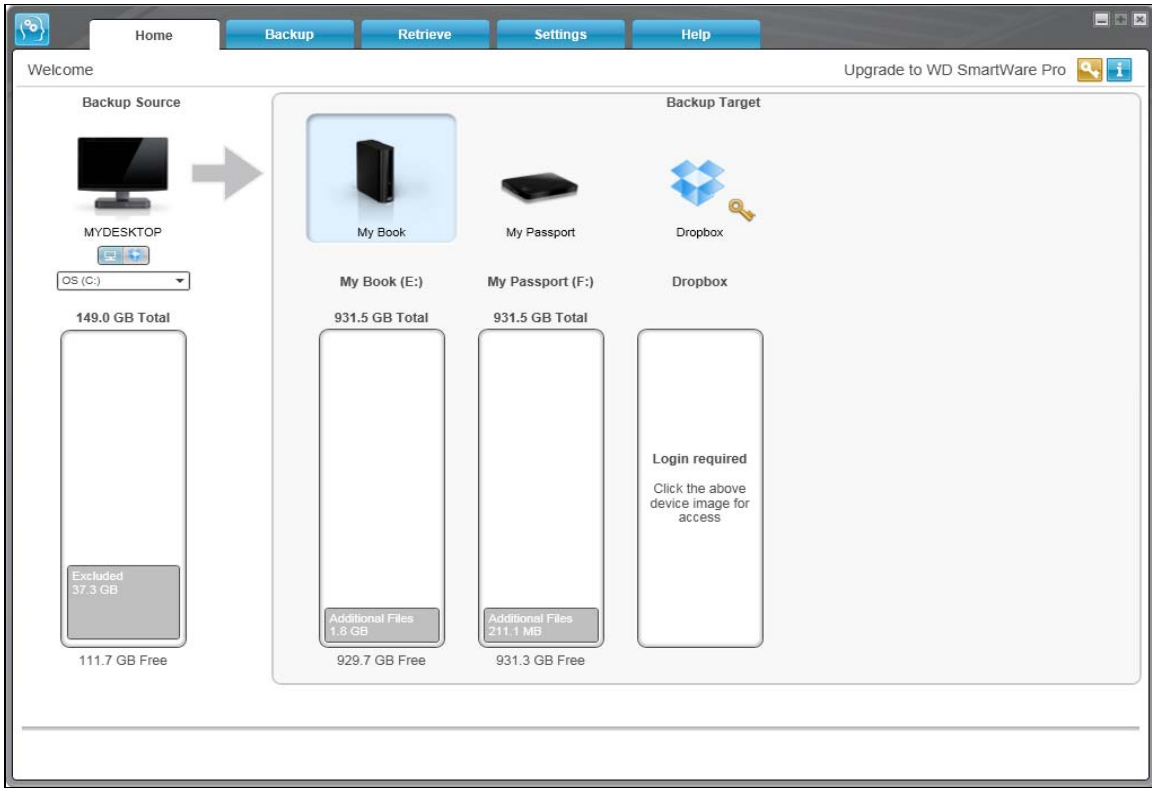 Home
Backup
Retrieve
Settings
Help
Welcome
Upgrade to WD SmartWare Pro
Backup Source
Backup Target
MYDESKTOP
My Book
My Passport
Dropbox
OS (C:)
My Book (E:)
My Passport (F:)
Dropbox
149.0 GB Total
931.5 GB Total
931.5 GB Total
Login required
Click the above
device image for
access
Excluded
37.3 GB
Additional Files
1.8 GB
Additional Files
211.1 MB
111.7 GB Free
929.7 GB Free
931.3 GB Free